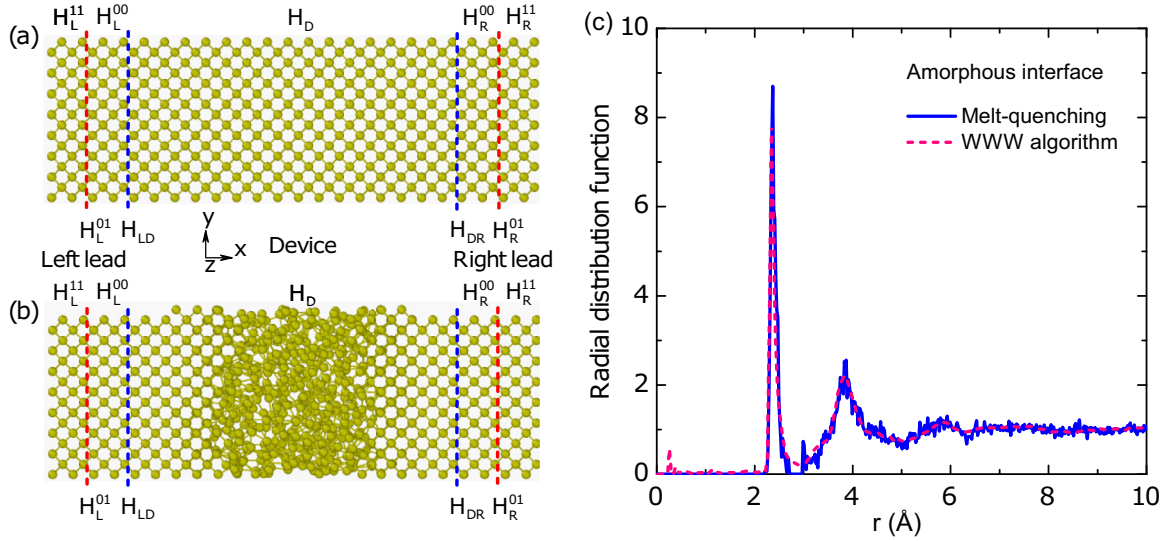 (a)
H_L^11 H_L^00 H_D H_R^00 H_R^11
H_L^01 H_LD y z x Device H_DR H_R^01
Left lead Right lead
(b)
H_L^11 H_L^00 H_D H_R^00 H_R^11
H_L^01 H_LD H_DR H_R^01
(c)
Radial distribution function
10
8
6
4
2
0
Amorphous interface
Melt-quenching
WWW algorithm
0 2 4 6 8 10
r (Å)